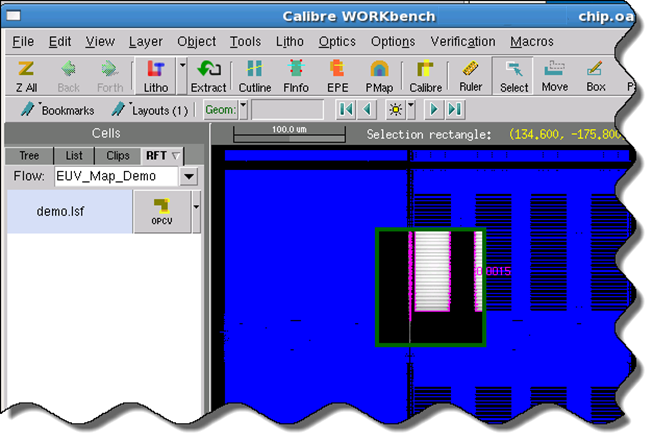 Calibre WORKbench chip.oa
File Edit View Layer Object Tools Litho Optics Options Verification Macros
Z All Back Forth Litho Extract Cutline FInfo EPE PMap Calibre Ruler Select Move Box
Bookmarks Layouts (1) Geom:
Cells 100.0 um Selection rectangle: (134.600, -175.800
Tree List Clips RFT
Flow: EUV_Map_Demo
demo.lsf OPCV
0.0015